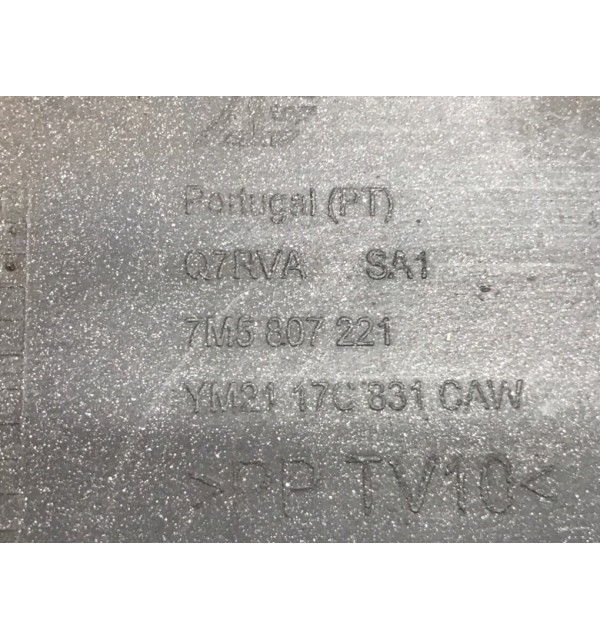 Portugal (PT)
Q7RVA SA1
7M5 807 221
YM21 17C 831 CAW
>PP TV10<